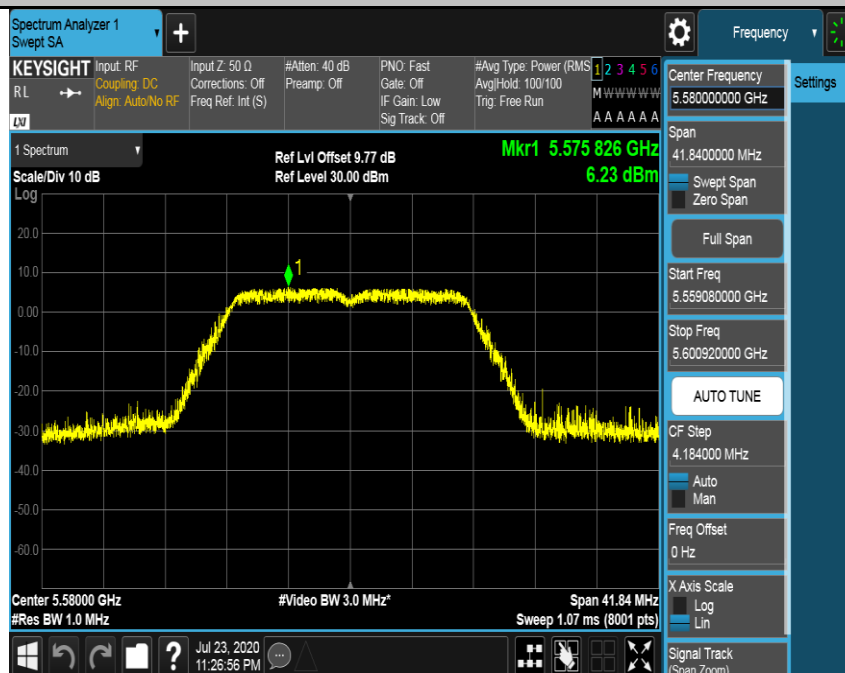 Spectrum Analyzer 1
Swept SA
+
Frequency
KEYSIGHT
RL
LXI
Input: RF
Coupling: DC
Align: Auto/No RF
Input Z: 50 Ω
Corrections: Off
Freq Ref: Int (S)
#Atten: 40 dB
Preamp: Off
PNO: Fast
Gate: Off
IF Gain: Low
Sig Track: Off
#Avg Type: Power (RMS
Avg|Hold: 100/100
Trig: Free Run
1 2 3 4 5 6
M W W W W W
A A A A A A
Center Frequency
5.580000000 GHz
Settings
Span
41.8400000 MHz
Swept Span
Zero Span
Full Span
Start Freq
5.559080000 GHz
Stop Freq
5.600920000 GHz
AUTO TUNE
CF Step
4.184000 MHz
Auto
Man
Freq Offset
0 Hz
X Axis Scale
Log
Lin
Signal Track
(Span Zoom)
1 Spectrum
Scale/Div 10 dB
Log
Ref Lvl Offset 9.77 dB
Ref Level 30.00 dBm
Mkr1 5.575 826 GHz
6.23 dBm
1
20.0
10.0
0.00
-10.0
-20.0
-30.0
-40.0
-50.0
-60.0
Center 5.58000 GHz
#Res BW 1.0 MHz
#Video BW 3.0 MHz*
Span 41.84 MHz
Sweep 1.07 ms (8001 pts)
?
Jul 23, 2020
11:26:56 PM